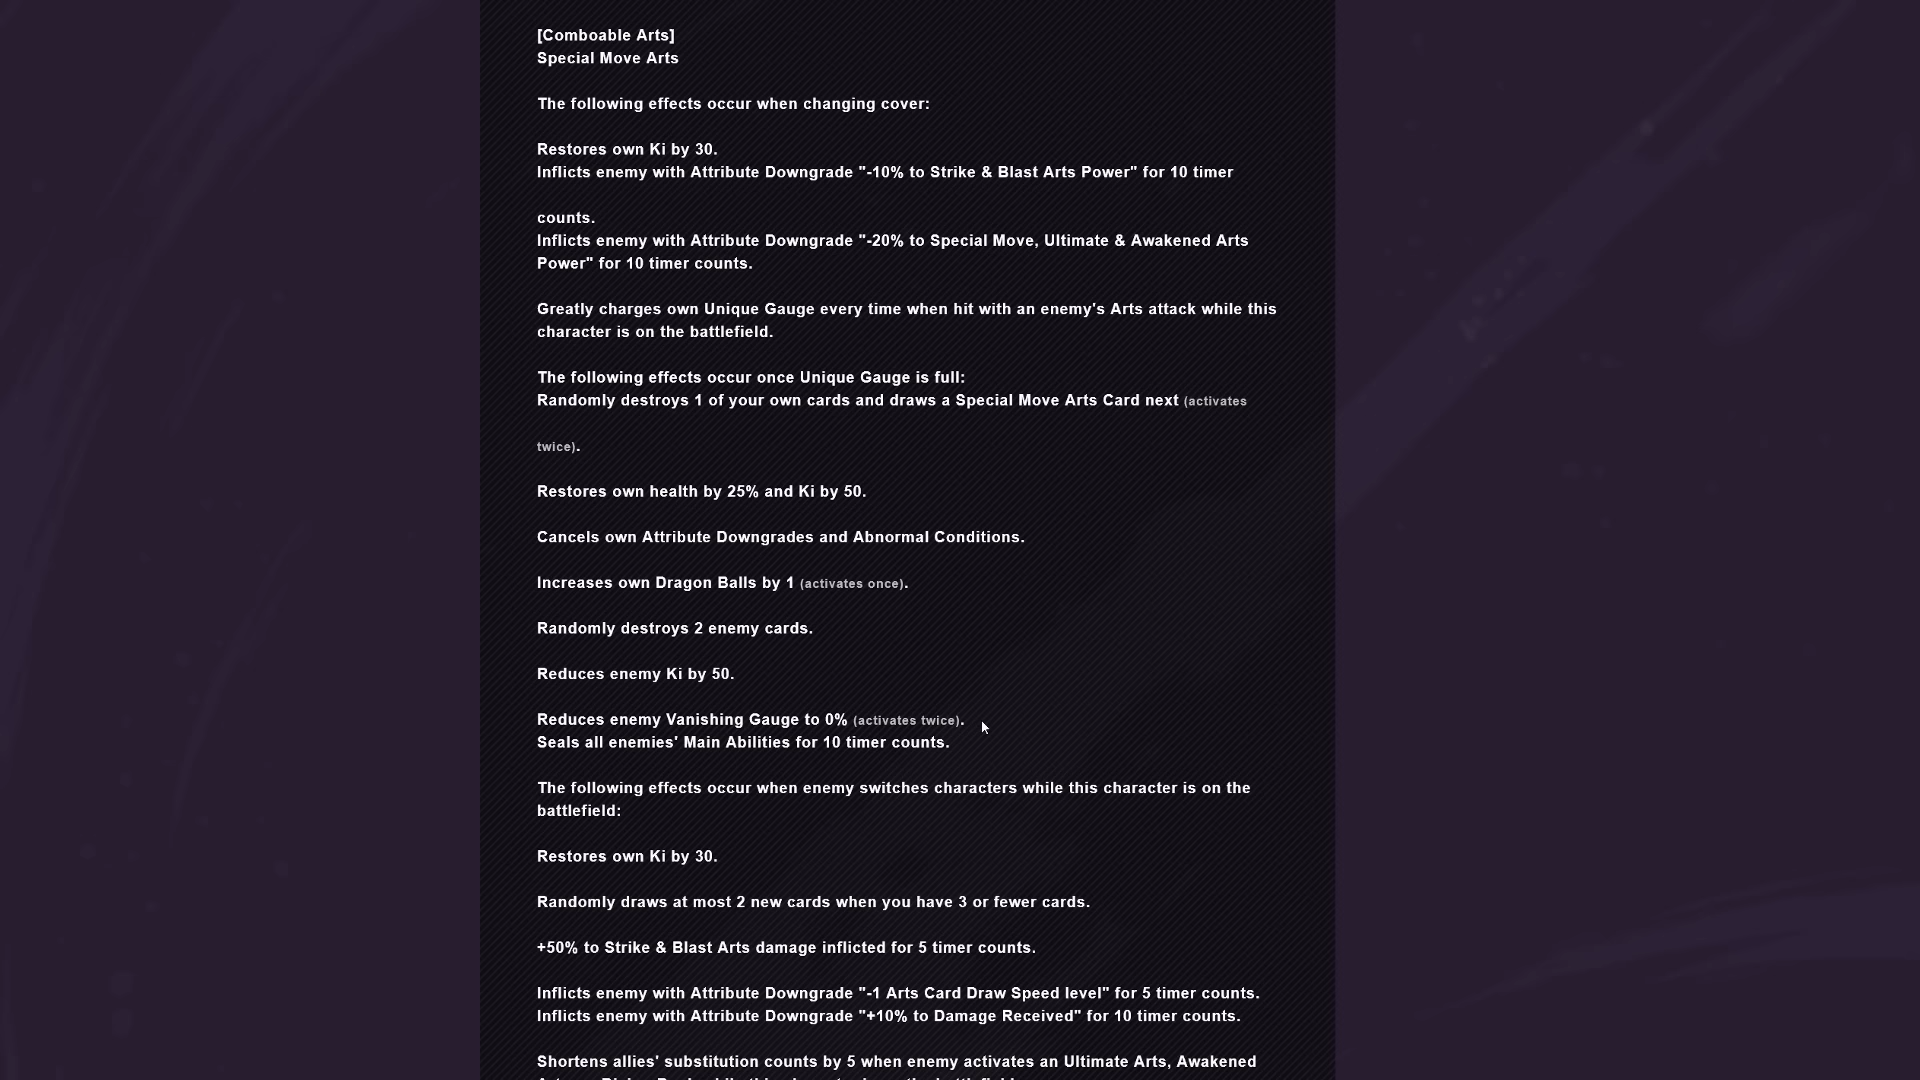 [Comboable Arts]
Special Move Arts
The following effects occur when changing cover:
Restores own Ki by 30.
Inflicts enemy with Attribute Downgrade "-10% to Strike & Blast Arts Power" for 10 timer
counts.
Inflicts enemy with Attribute Downgrade "-20% to Special Move, Ultimate & Awakened Arts
Power" for 10 timer counts.
Greatly charges own Unique Gauge every time when hit with an enemy's Arts attack while this
character is on the battlefield.
The following effects occur once Unique Gauge is full:
Randomly destroys 1 of your own cards and draws a Special Move Arts Card next (activates
twice).
Restores own health by 25% and Ki by 50.
Cancels own Attribute Downgrades and Abnormal Conditions.
Increases own Dragon Balls by 1 (activates once).
Randomly destroys 2 enemy cards.
Reduces enemy Ki by 50.
Reduces enemy Vanishing Gauge to 0% (activates twice).
Seals all enemies' Main Abilities for 10 timer counts.
The following effects occur when enemy switches characters while this character is on the
battlefield:
Restores own Ki by 30.
Randomly draws at most 2 new cards when you have 3 or fewer cards.
+50% to Strike & Blast Arts damage inflicted for 5 timer counts.
Inflicts enemy with Attribute Downgrade "-1 Arts Card Draw Speed level" for 5 timer counts.
Inflicts enemy with Attribute Downgrade "+10% to Damage Received" for 10 timer counts.
Shortens allies' substitution counts by 5 when enemy activates an Ultimate Arts, Awakened